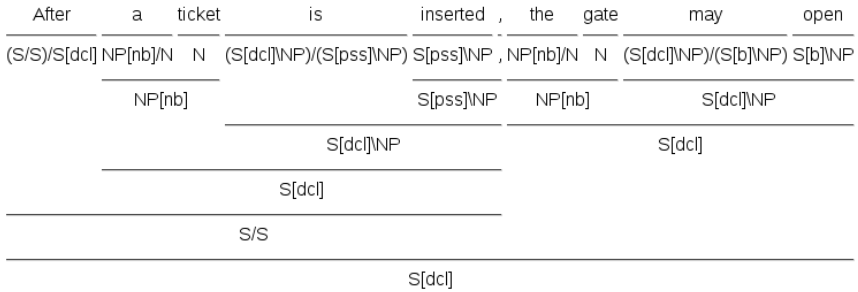 After a ticket is inserted , the gate may open
(S/S)/S[dcl] NP[nb]/N N (S[dcl]\NP)/(S[pss]\NP) S[pss]\NP , NP[nb]/N N (S[dcl]\NP)/(S[b]\NP) S[b]\NP
NP[nb] S[pss]\NP NP[nb] S[dcl]\NP
S[dcl]\NP S[dcl]
S[dcl]
S/S
S[dcl]